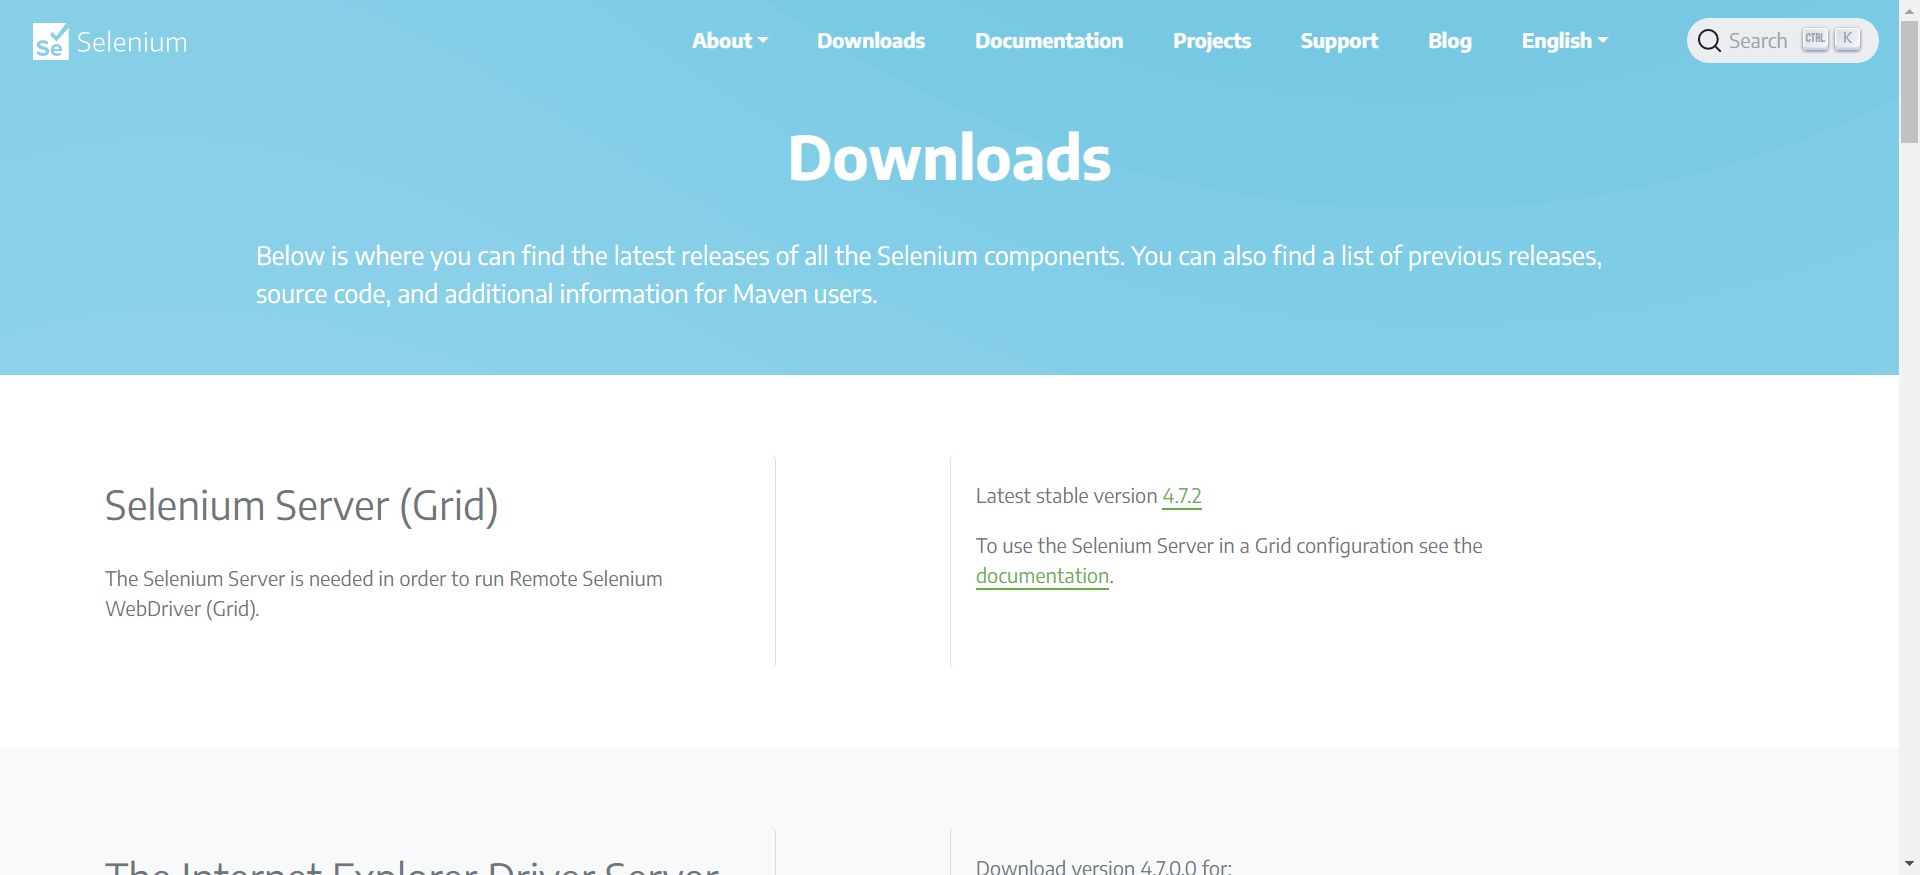 Se Selenium
About Downloads Documentation Projects Support Blog English Search CTRL K
Downloads
Below is where you can find the latest releases of all the Selenium components. You can also find a list of previous releases,
source code, and additional information for Maven users.
Selenium Server (Grid)
The Selenium Server is needed in order to run Remote Selenium
WebDriver (Grid).
Latest stable version 4.7.2
To use the Selenium Server in a Grid configuration see the
documentation.
The Internet Explorer Driver Server
Download version 4.7.0.0 for: